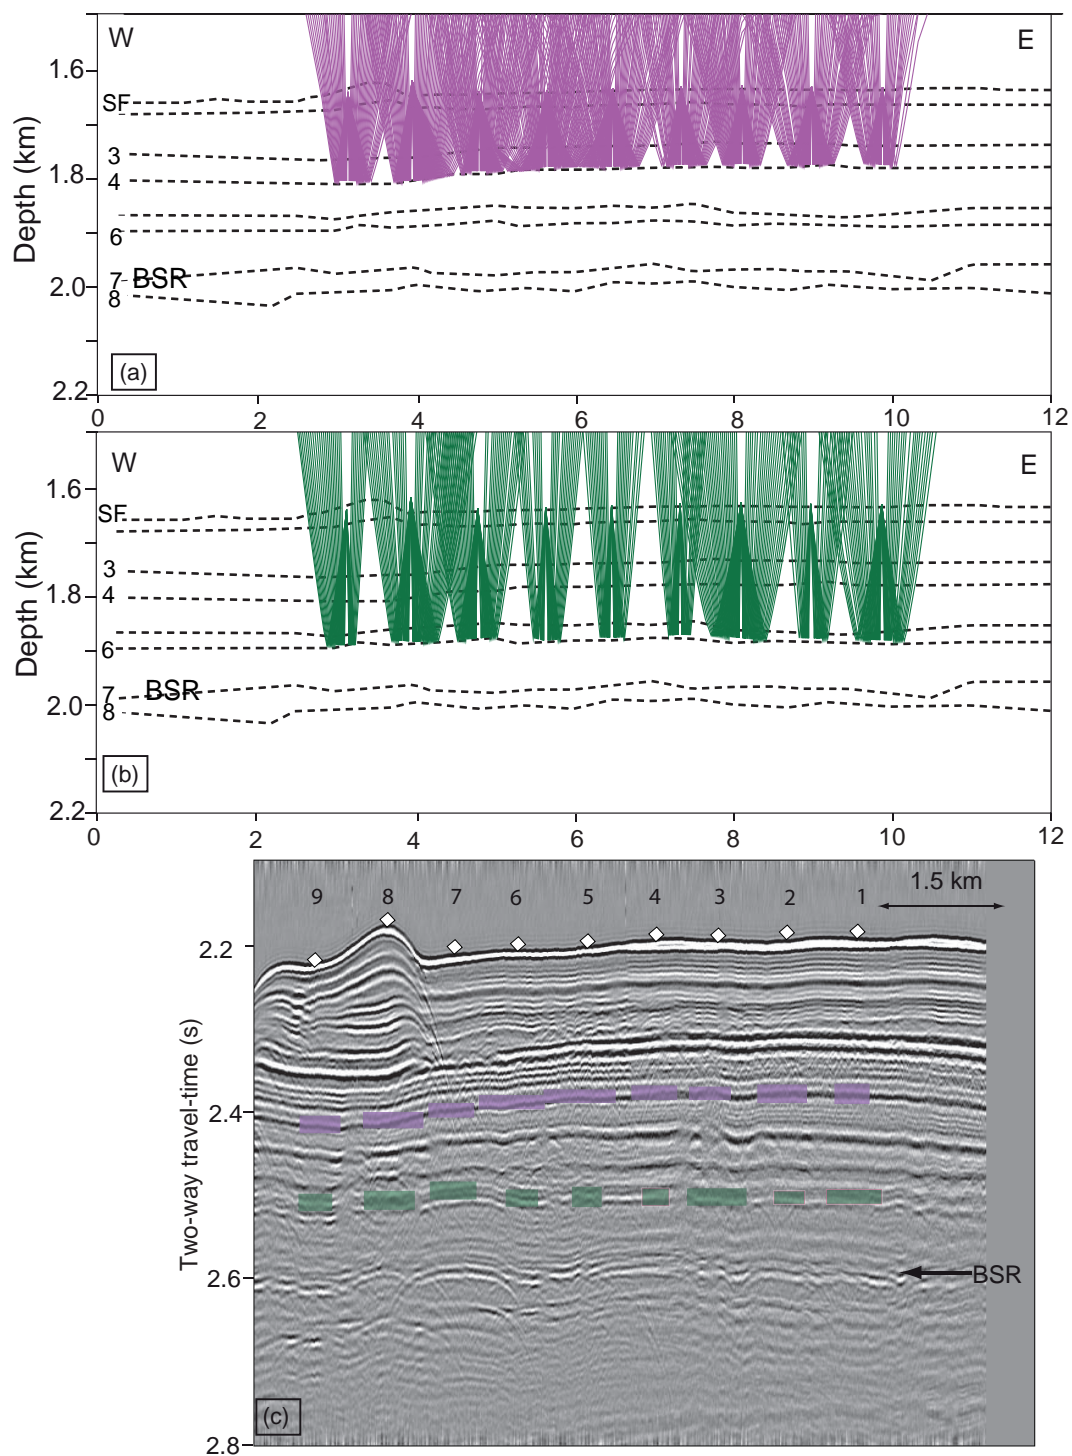 W E
1.6
SF
3
1.8
4
6
7 BSR
2.0
8
Depth (km)
(a)
2.2
0 2 4 6 8 10 12
W E
1.6
SF
3
1.8
4
6
7 BSR
2.0
8
Depth (km)
(b)
2.2
0 2 4 6 8 10 12
9 8 7 6 5 4 3 2 1 1.5 km
2.2
2.4
Two-way travel-time (s)
2.6
BSR
(c)
2.8